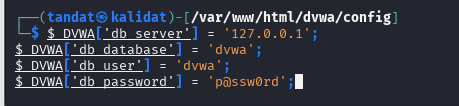 ┌──(tandat㉿kalidat)-[/var/www/html/dvwa/config]
└─$ $_DVWA['db_server'] = '127.0.0.1';
$_DVWA['db_database'] = 'dvwa';
$_DVWA['db_user'] = 'dvwa';
$_DVWA['db_password'] = 'p@ssw0rd';